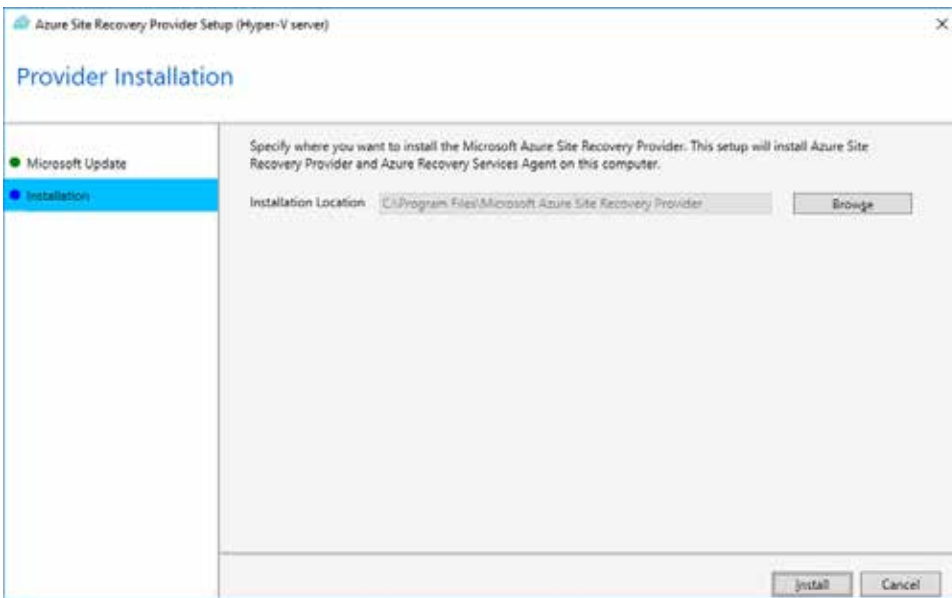 Azure Site Recovery Provider Setup (Hyper-V server)
Provider Installation
Microsoft Update
Installation
Specify where you want to install the Microsoft Azure Site Recovery Provider. This setup will install Azure Site
Recovery Provider and Azure Recovery Services Agent on this computer.
Installation Location C:\Program Files\Microsoft Azure Site Recovery Provider Browse
Install Cancel